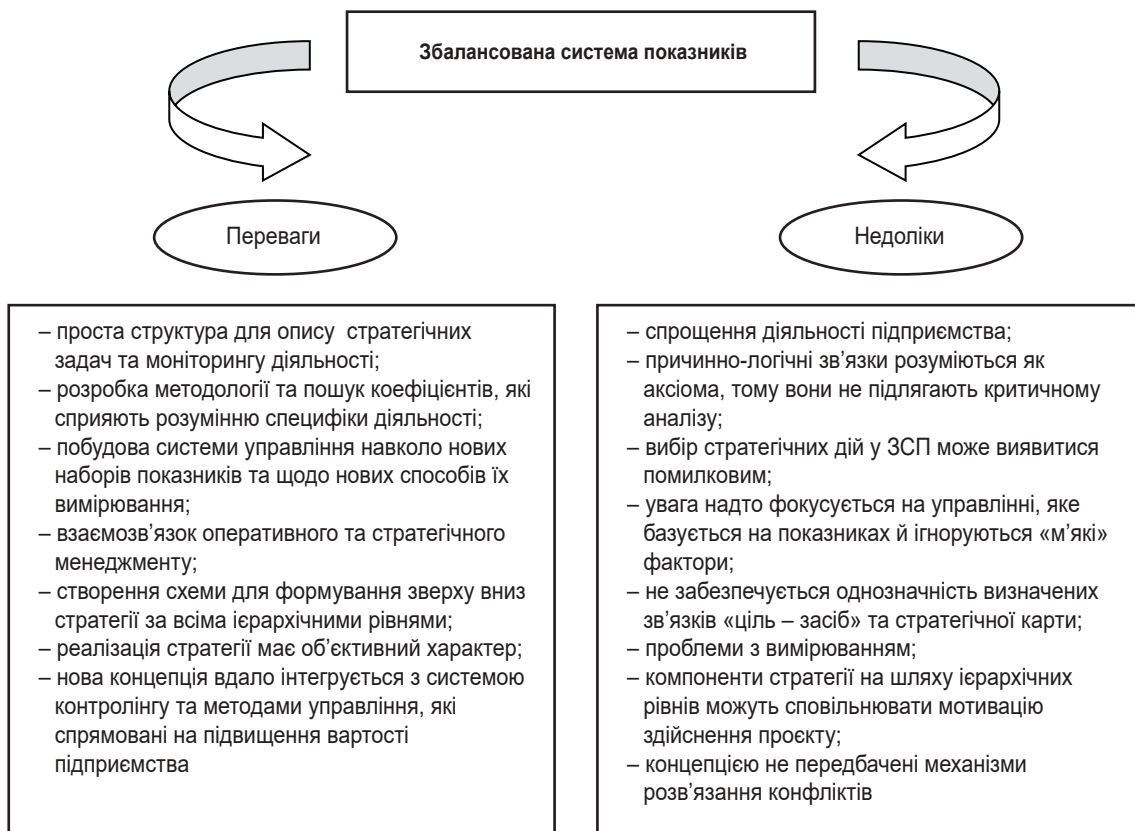 Збалансована система показників
Переваги
Недоліки
– проста структура для опису стратегічних
задач та моніторингу діяльності;
– розробка методології та пошук коефіцієнтів, які
сприяють розумінню специфіки діяльності;
– побудова системи управління навколо нових
наборів показників та щодо нових способів їх
вимірювання;
– взаємозв’язок оперативного та стратегічного
менеджменту;
– створення схеми для формування зверху вниз
стратегії за всіма ієрархічними рівнями;
– реалізація стратегії має об’єктивний характер;
– нова концепція вдало інтегрується з системою
контролінгу та методами управління, які
спрямовані на підвищення вартості
підприємства
– спрощення діяльності підприємства;
– причинно-логічні зв’язки розуміються як
аксіома, тому вони не підлягають критичному
аналізу;
– вибір стратегічних дій у ЗСП може виявитися
помилковим;
– увага надто фокусується на управлінні, яке
базується на показниках й ігноруються «м’які»
фактори;
– не забезпечується однозначність визначених
зв’язків «ціль – засіб» та стратегічної карти;
– проблеми з вимірюванням;
– компоненти стратегії на шляху ієрархічних
рівнів можуть сповільнювати мотивацію
здійснення проєкту;
– концепцією не передбачені механізми
розв’язання конфліктів